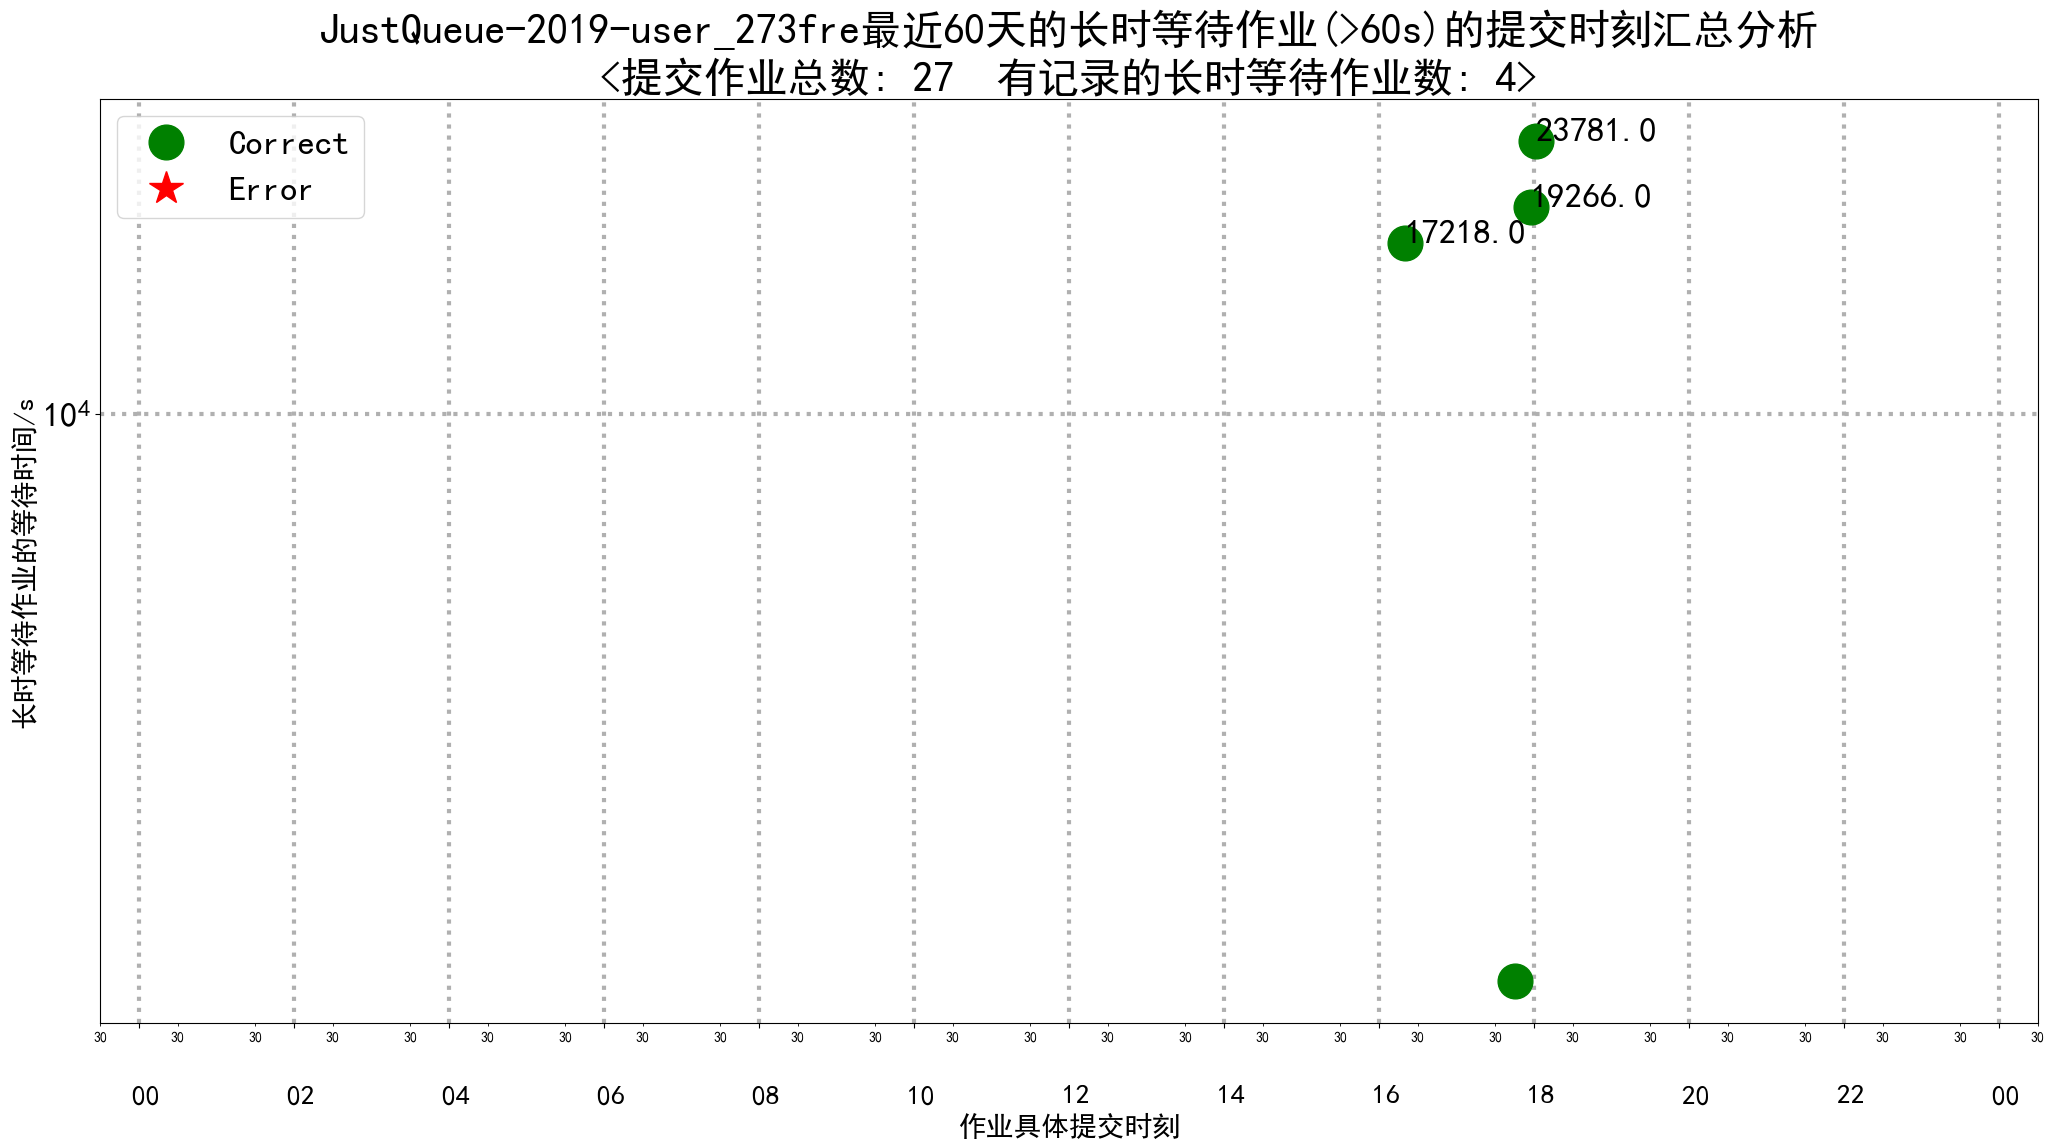 JustQueue-2019-user_273fre最近60天的长时等待作业(>60s)的提交时刻汇总分析
<提交作业总数: 27  有记录的长时等待作业数: 4>
Correct
Error
23781.0
19266.0
17218.0
10⁴
长时等待作业的等待时间/s
30 30 30 30 30 30 30 30 30 30 30 30 30 30 30 30 30 30 30 30 30 30 30 30 30 30
00 02 04 06 08 10 12 14 16 18 20 22 00
作业具体提交时刻